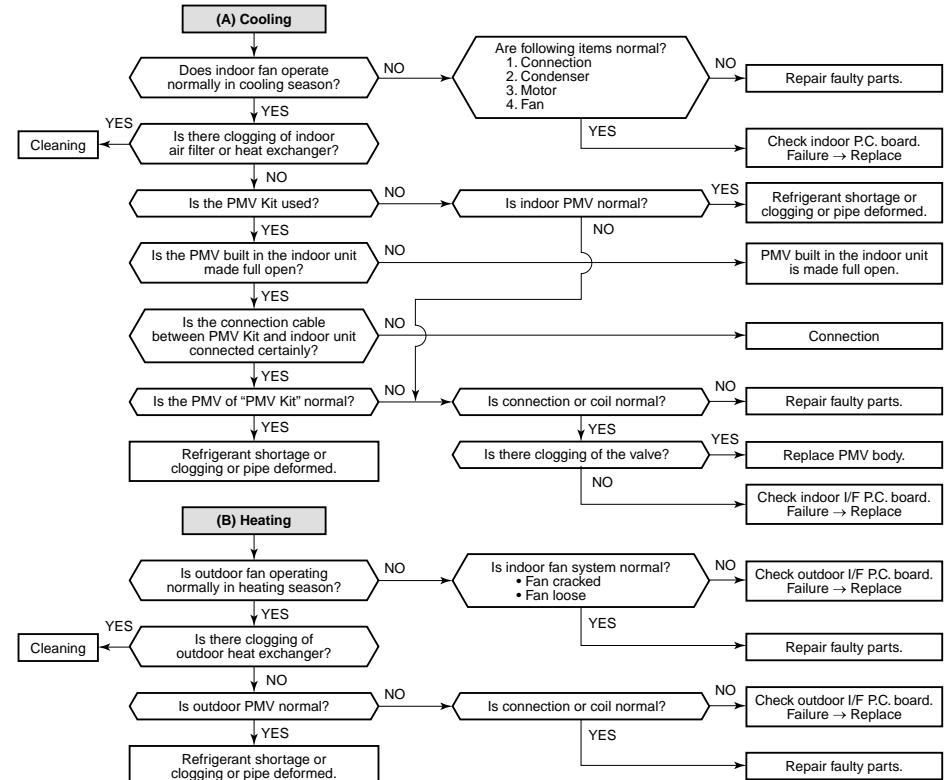 (A) Cooling
Does indoor fan operate
normally in cooling season?
NO
Are following items normal?
1. Connection
2. Condenser
3. Motor
4. Fan
NO
Repair faulty parts.
YES
YES
Cleaning
YES
Is there clogging of indoor
air filter or heat exchanger?
Check indoor P.C. board.
Failure → Replace
NO
Is the PMV Kit used?
NO
Is indoor PMV normal?
YES
Refrigerant shortage or
clogging or pipe deformed.
YES
NO
Is the PMV built in the indoor unit
made full open?
NO
PMV built in the indoor unit
is made full open.
YES
Is the connection cable
between PMV Kit and indoor unit
connected certainly?
NO
Connection
YES
Is the PMV of “PMV Kit” normal?
NO
Is connection or coil normal?
NO
Repair faulty parts.
YES
YES
Refrigerant shortage or
clogging or pipe deformed.
Is there clogging of the valve?
YES
Replace PMV body.
NO
Check indoor I/F P.C. board.
Failure → Replace
(B) Heating
Is outdoor fan operating
normally in heating season?
NO
Is indoor fan system normal?
• Fan cracked
• Fan loose
NO
Check outdoor I/F P.C. board.
Failure → Replace
YES
YES
Cleaning
YES
Is there clogging of
outdoor heat exchanger?
Repair faulty parts.
NO
Is outdoor PMV normal?
NO
Is connection or coil normal?
NO
Check outdoor I/F P.C. board.
Failure → Replace
YES
YES
Refrigerant shortage or
clogging or pipe deformed.
Repair faulty parts.